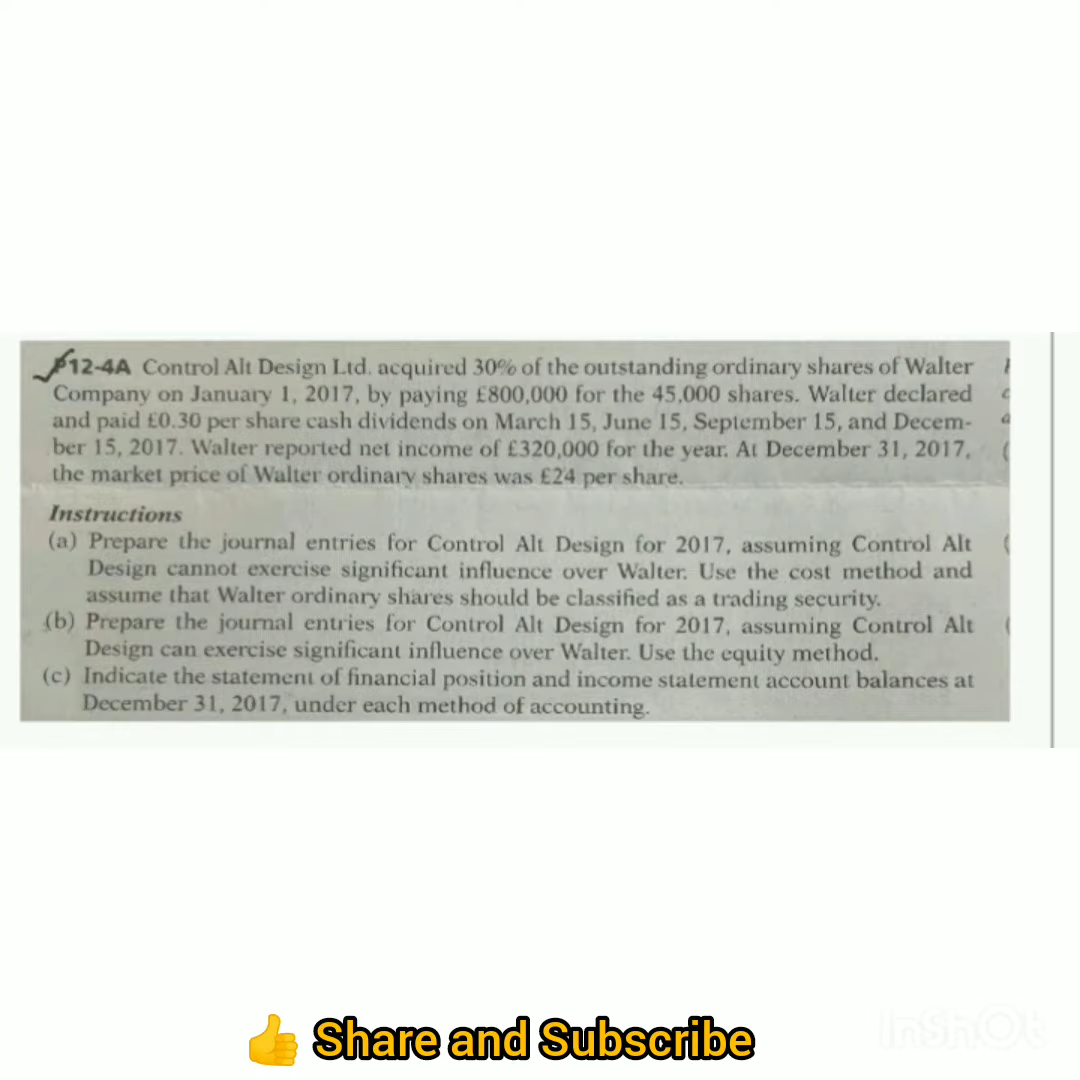 P12-4A Control Alt Design Ltd. acquired 30% of the outstanding ordinary shares of Walter
Company on January 1, 2017, by paying £800,000 for the 45,000 shares. Walter declared
and paid £0.30 per share cash dividends on March 15, June 15, September 15, and Decem-
ber 15, 2017. Walter reported net income of £320,000 for the year. At December 31, 2017,
the market price of Walter ordinary shares was £24 per share.
Instructions
(a) Prepare the journal entries for Control Alt Design for 2017, assuming Control Alt
Design cannot exercise significant influence over Walter. Use the cost method and
assume that Walter ordinary shares should be classified as a trading security.
(b) Prepare the journal entries for Control Alt Design for 2017, assuming Control Alt
Design can exercise significant influence over Walter. Use the equity method.
(c) Indicate the statement of financial position and income statement account balances at
December 31, 2017, under each method of accounting.
👍 Share and Subscribe
InShOt